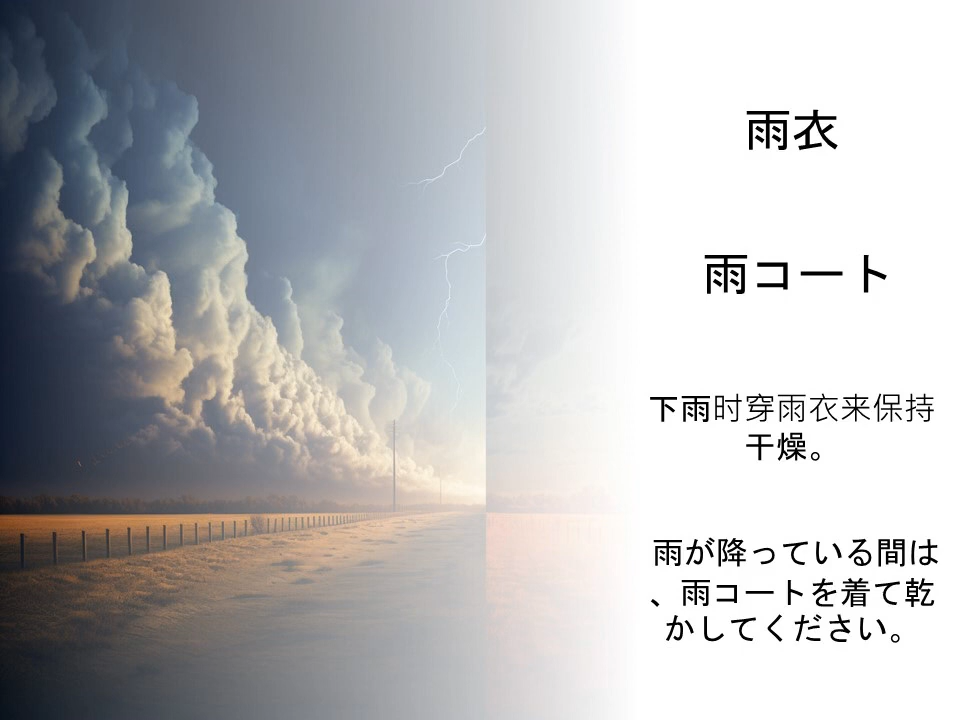 雨衣
雨コート
下雨时穿雨衣来保持
干燥。
雨が降っている間は
、雨コートを着て乾
かしてください。